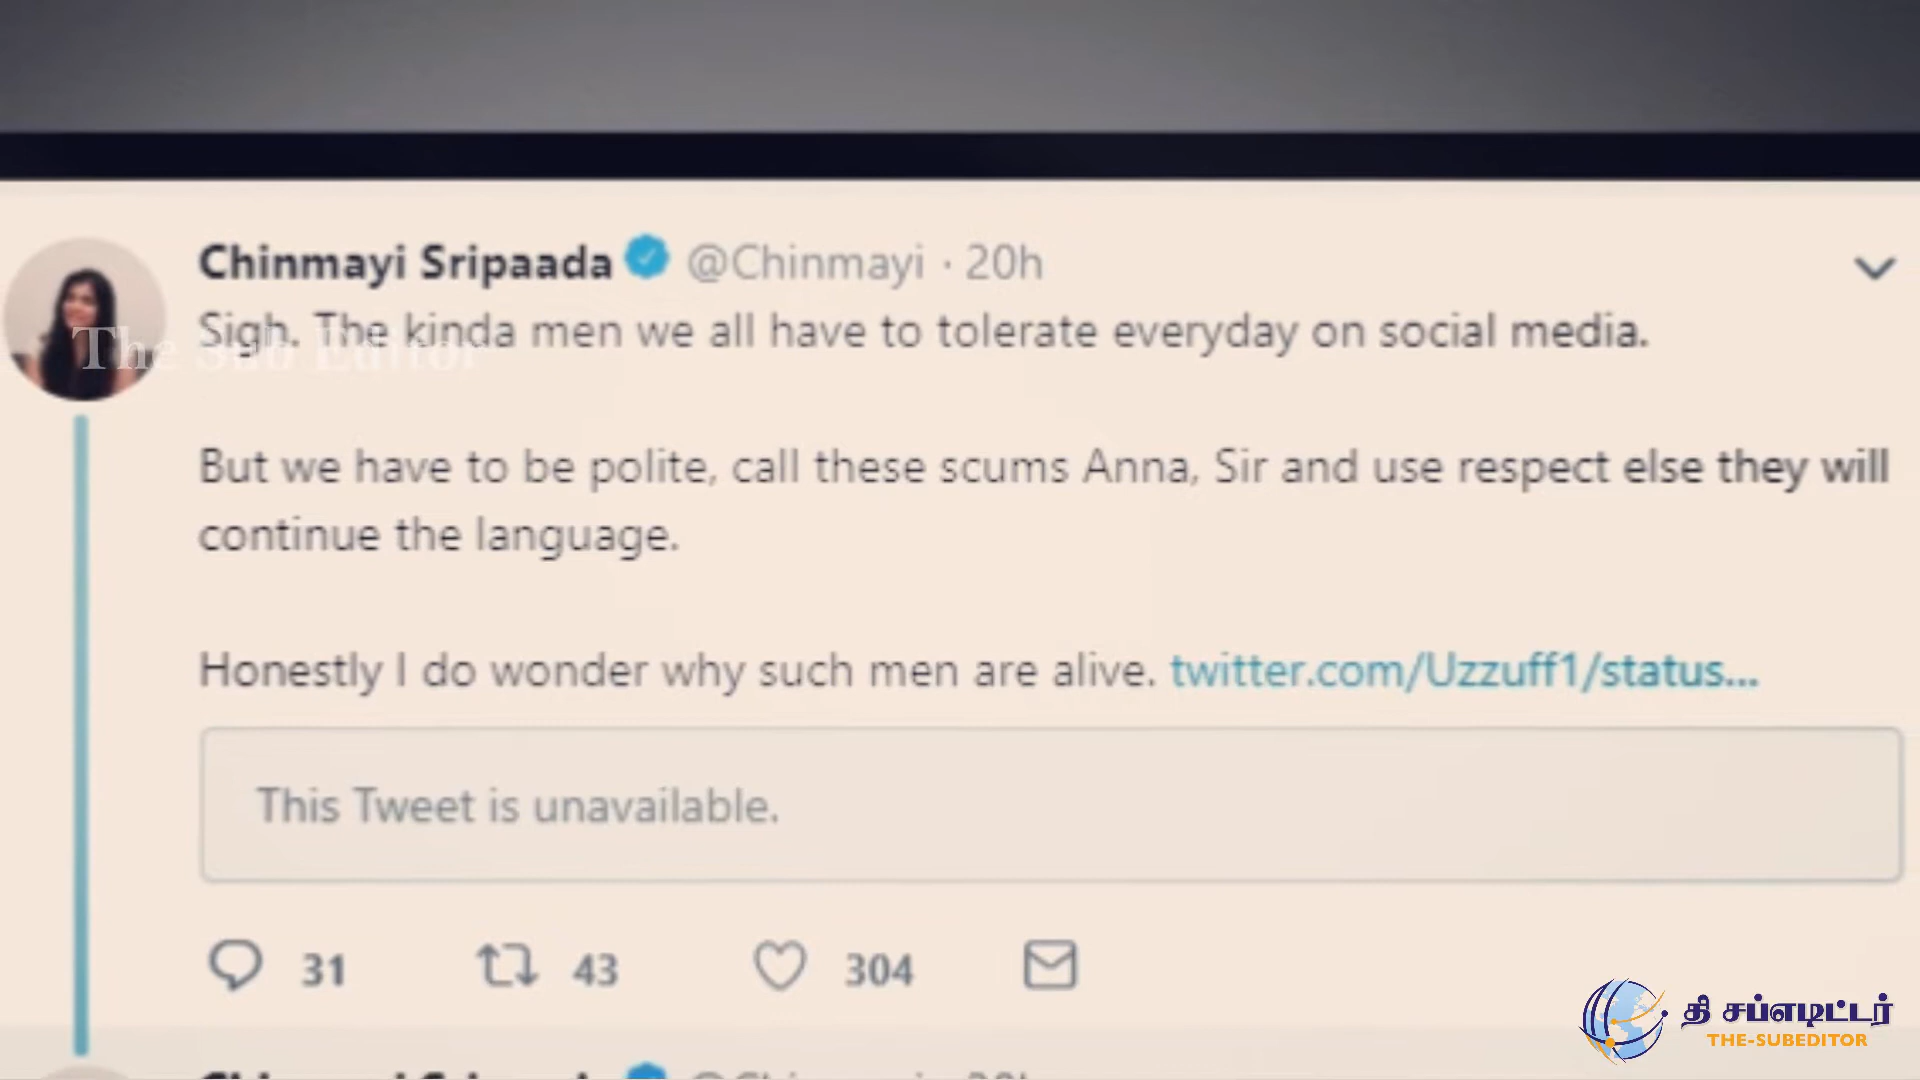 Chinmayi Sripaada @Chinmayi · 20h
Sigh. The kinda men we all have to tolerate everyday on social media.
The Sub Editor
But we have to be polite, call these scums Anna, Sir and use respect else they will
continue the language.
Honestly I do wonder why such men are alive. twitter.com/Uzzuff1/status...
This Tweet is unavailable.
31 43 304
தி சப்எடிட்டர்
THE-SUBEDITOR